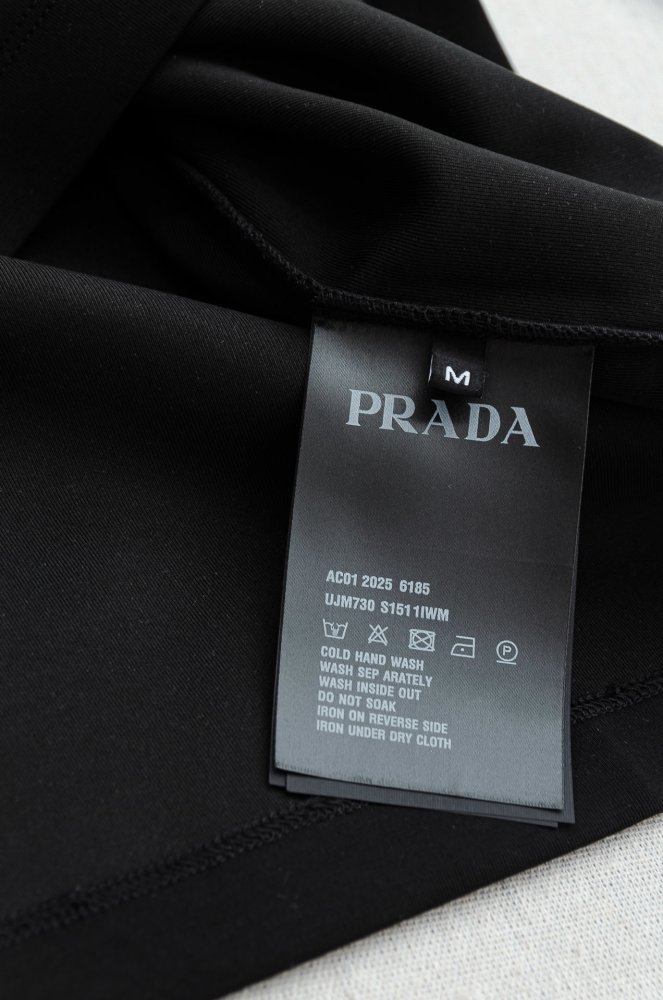 M
PRADA
AC01 2025 6185
UJM730 S1511IWM
P
COLD HAND WASH
WASH SEP ARATELY
WASH INSIDE OUT
DO NOT SOAK
IRON ON REVERSE SIDE
IRON UNDER DRY CLOTH